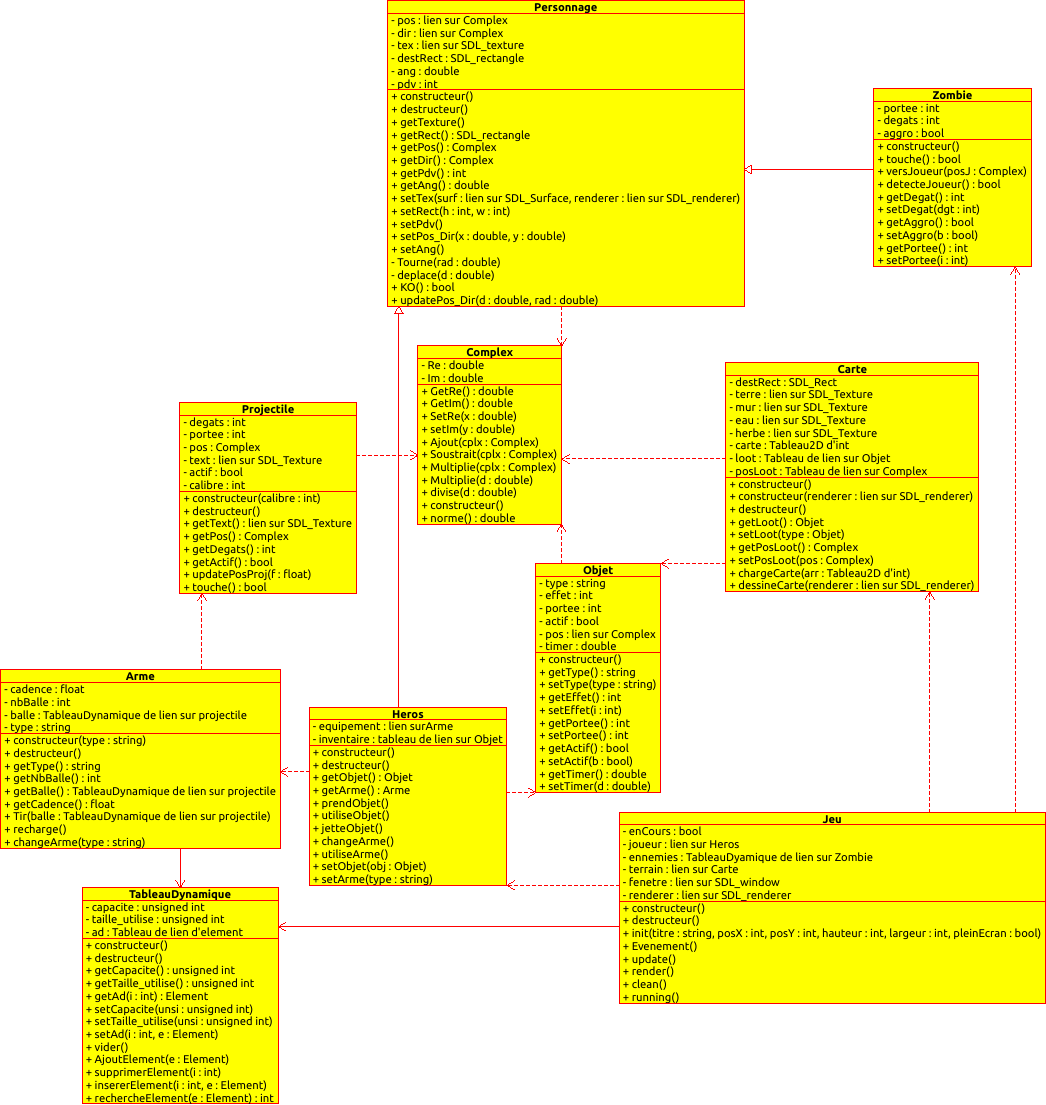 Personnage
- pos : lien sur Complex
- dir : lien sur Complex
- tex : lien sur SDL_texture
- destRect : SDL_rectangle
- ang : double
- pdv : int
+ constructeur()
+ destructeur()
+ getTexture()
+ getRect() : SDL_rectangle
+ getPos() : Complex
+ getDir() : Complex
+ getPdv() : int
+ getAng() : double
+ setTex(surf : lien sur SDL_Surface, renderer : lien sur SDL_renderer)
+ setRect(h : int, w : int)
+ setPdv()
+ setPos_Dir(x : double, y : double)
+ setAng()
- Tourne(rad : double)
- deplace(d : double)
+ KO() : bool
+ updatePos_Dir(d : double, rad : double)
Zombie
- portee : int
- degats : int
- aggro : bool
+ constructeur()
+ touche() : bool
+ versJoueur(posJ : Complex)
+ detecteJoueur() : bool
+ getDegat() : int
+ setDegat(dgt : int)
+ getAggro() : bool
+ setAggro(b : bool)
+ getPortee() : int
+ setPortee(i : int)
Complex
- Re : double
- Im : double
+ GetRe() : double
+ GetIm() : double
+ SetRe(x : double)
+ setIm(y : double)
+ Ajout(cplx : Complex)
+ Soustrait(cplx : Complex)
+ Multiplie(cplx : Complex)
+ Multiplie(d : double)
+ divise(d : double)
+ constructeur()
+ norme() : double
Carte
- destRect : SDL_Rect
- terre : lien sur SDL_Texture
- mur : lien sur SDL_Texture
- eau : lien sur SDL_Texture
- herbe : lien sur SDL_Texture
- carte : Tableau2D d'int
- loot : Tableau de lien sur Objet
- posLoot : Tableau de lien sur Complex
+ constructeur()
+ constructeur(renderer : lien sur SDL_renderer)
+ destructeur()
+ getLoot() : Objet
+ setLoot(type : Objet)
+ getPosLoot() : Complex
+ setPosLoot(pos : Complex)
+ chargeCarte(arr : Tableau2D d'int)
+ dessineCarte(renderer : lien sur SDL_renderer)
Projectile
- degats : int
- portee : int
- pos : Complex
- text : lien sur SDL_Texture
- actif : bool
- calibre : int
+ constructeur(calibre : int)
+ destructeur()
+ getText() : lien sur SDL_Texture
+ getPos() : Complex
+ getDegats() : int
+ getActif() : bool
+ updatePosProj(f : float)
+ touche() : bool
Objet
- type : string
- effet : int
- portee : int
- actif : bool
- pos : lien sur Complex
- timer : double
+ constructeur()
+ getType() : string
+ setType(type : string)
+ getEffet() : int
+ setEffet(i : int)
+ getPortee() : int
+ setPortee() : int
+ getActif() : bool
+ setActif(b : bool)
+ getTimer() : double
+ setTimer(d : double)
Arme
- cadence : float
- nbBalle : int
- balle : TableauDynamique de lien sur projectile
- type : string
+ constructeur(type : string)
+ destructeur()
+ getType() : string
+ getNbBalle() : int
+ getBalle() : TableauDynamique de lien sur projectile
+ getCadence() : float
+ Tir(balle : TableauDynamique de lien sur projectile)
+ recharge()
+ changeArme(type : string)
Heros
- equipement : lien surArme
- inventaire : tableau de lien sur Objet
+ constructeur()
+ destructeur()
+ getObjet() : Objet
+ getArme() : Arme
+ prendObjet()
+ utiliseObjet()
+ jetteObjet()
+ changeArme()
+ utiliseArme()
+ setObjet(obj : Objet)
+ setArme(type : string)
Jeu
- enCours : bool
- joueur : lien sur Heros
- ennemies : TableauDyamique de lien sur Zombie
- terrain : lien sur Carte
- fenetre : lien sur SDL_window
- renderer : lien sur SDL_renderer
+ constructeur()
+ destructeur()
+ init(titre : string, posX : int, posY : int, hauteur : int, largeur : int, pleinEcran : bool)
+ Evenement()
+ update()
+ render()
+ clean()
+ running()
TableauDynamique
- capacite : unsigned int
- taille_utilise : unsigned int
- ad : Tableau de lien d'element
+ constructeur()
+ destructeur()
+ getCapacite() : unsigned int
+ getTaille_utilise() : unsigned int
+ getAd(i : int) : Element
+ setCapacite(unsi : unsigned int)
+ setTaille_utilise(unsi : unsigned int)
+ setAd(i : int, e : Element)
+ vider()
+ AjoutElement(e : Element)
+ supprimerElement(i : int)
+ insererElement(i : int, e : Element)
+ rechercheElement(e : Element) : int